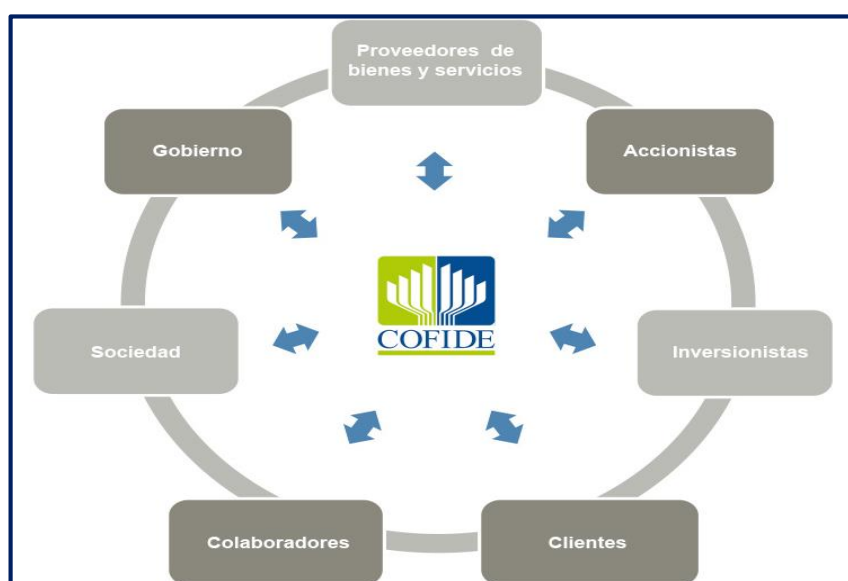 Proveedores de
bienes y servicios
Gobierno
Accionistas
COFIDE
Sociedad
Inversionistas
Colaboradores
Clientes